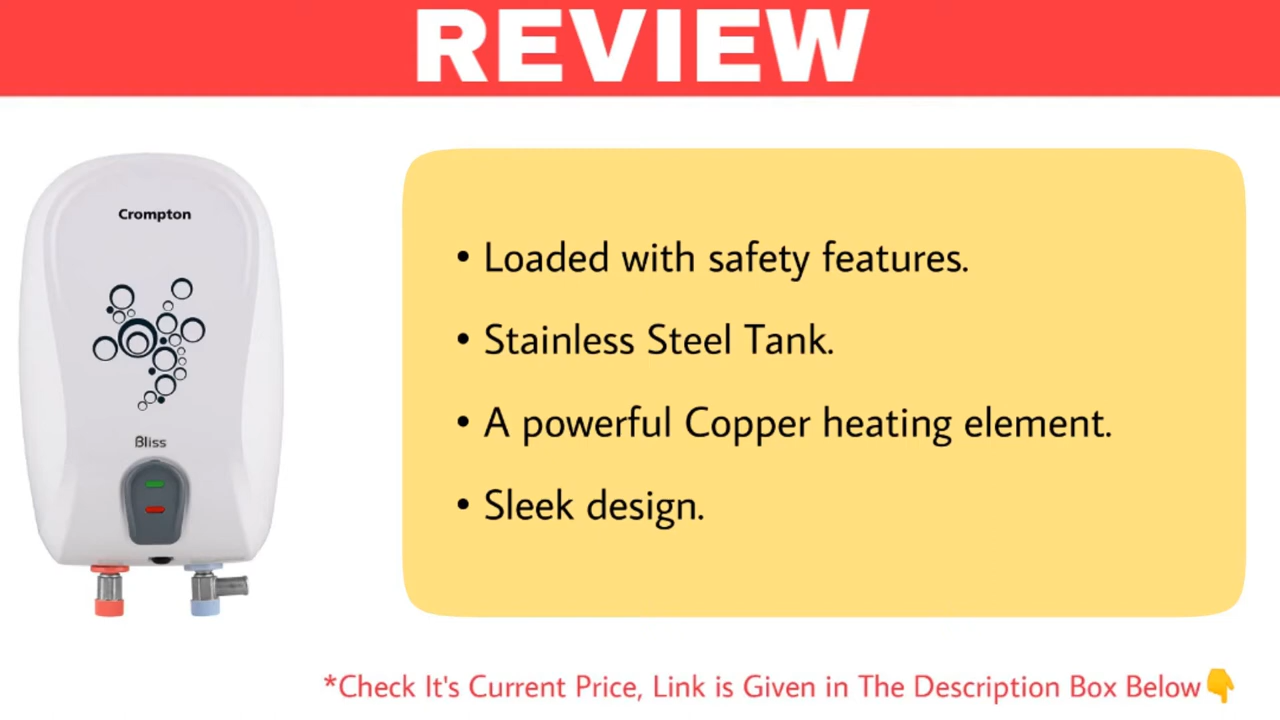 REVIEW
Crompton
Bliss
• Loaded with safety features.
• Stainless Steel Tank.
• A powerful Copper heating element.
• Sleek design.
*Check It's Current Price, Link is Given in The Description Box Below👇